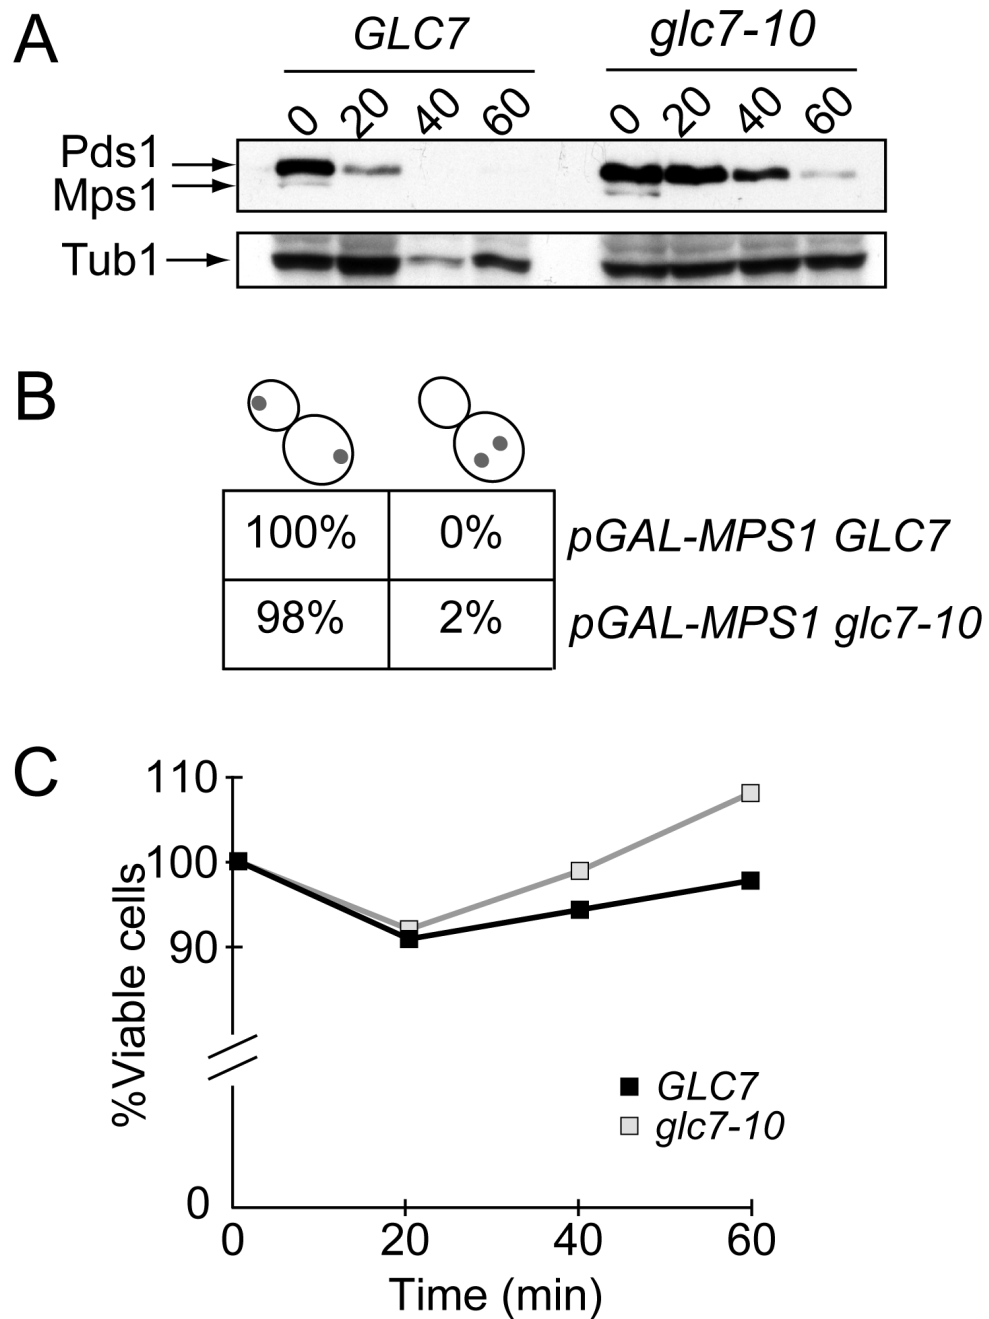 A
GLC7 glc7-10
0 20 40 60 0 20 40 60
Pds1
Mps1
Tub1
B
100% 0% pGAL-MPS1 GLC7
98% 2% pGAL-MPS1 glc7-10
C
110
100
90
0
%Viable cells
GLC7
glc7-10
0 20 40 60
Time (min)